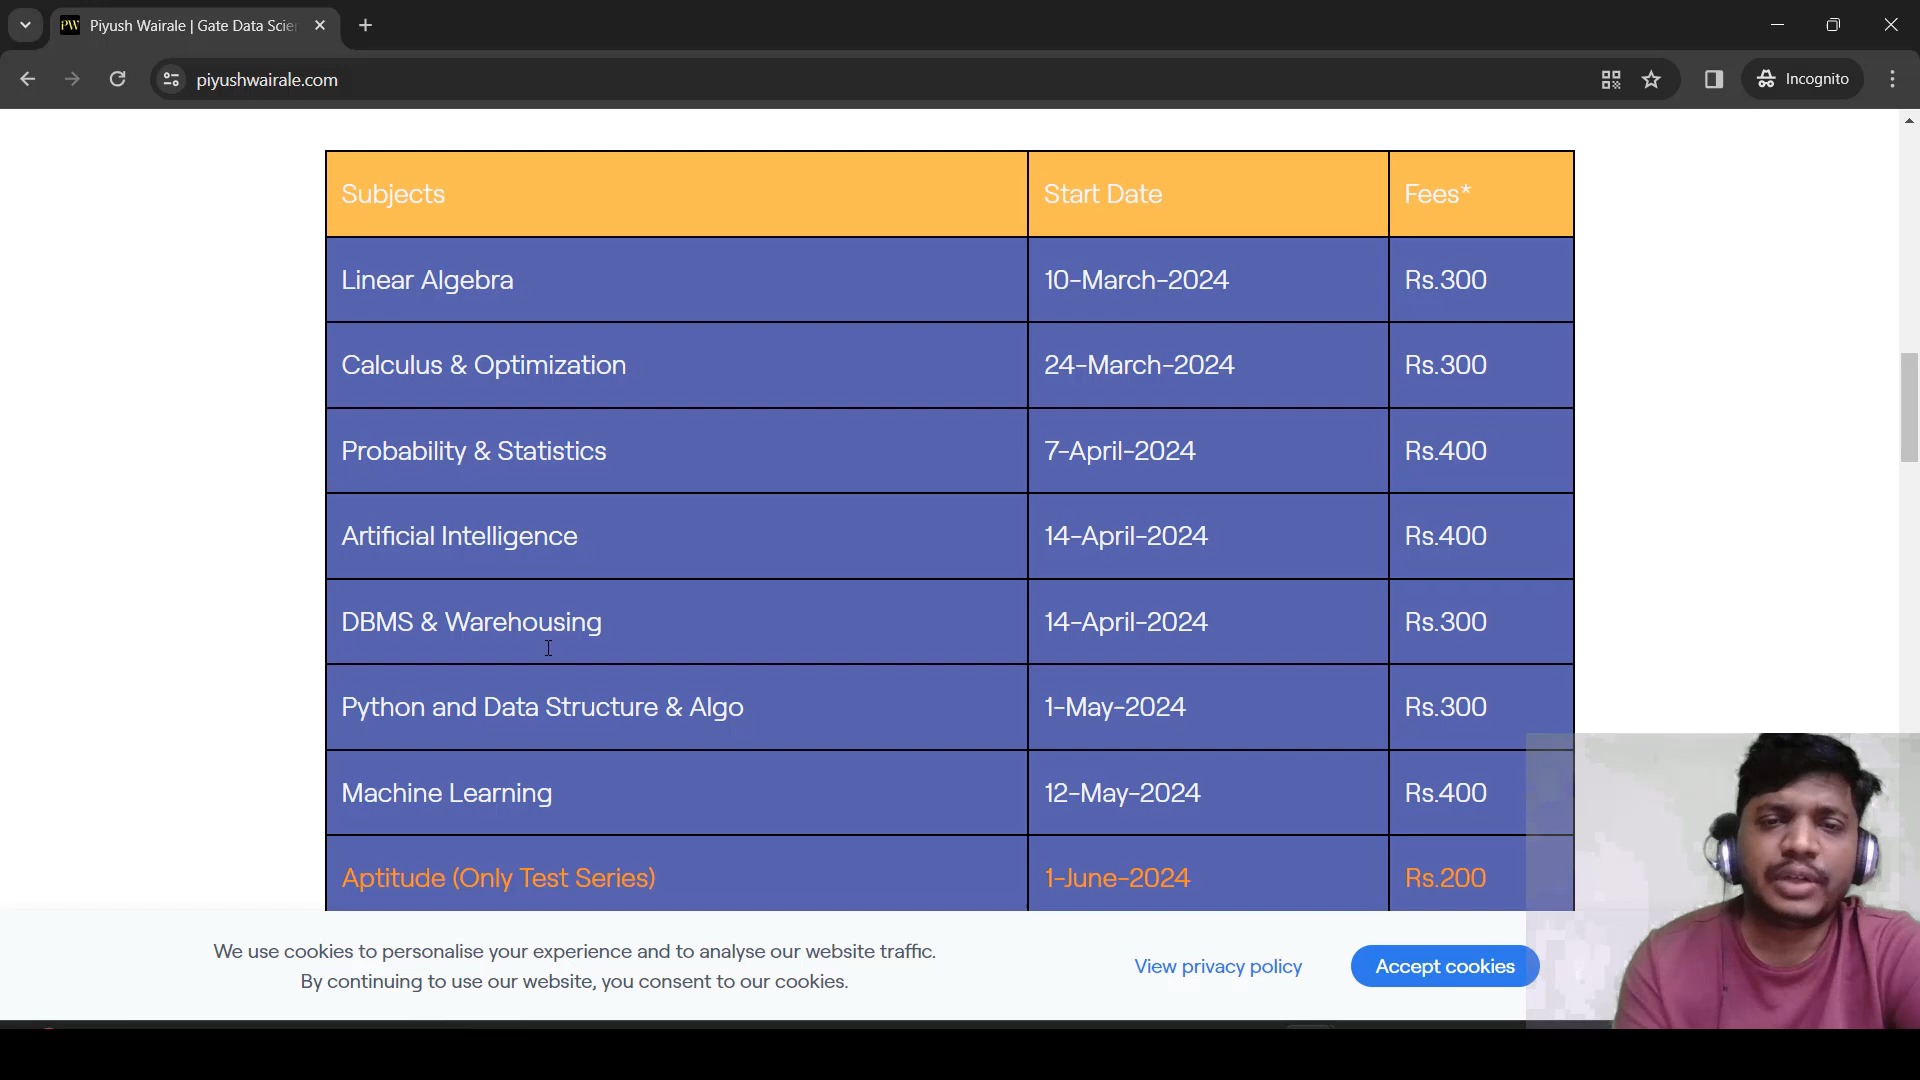 PW Piyush Wairale | Gate Data Scie
piyushwairale.com
Incognito
Subjects Start Date Fees*
Linear Algebra 10-March-2024 Rs.300
Calculus & Optimization 24-March-2024 Rs.300
Probability & Statistics 7-April-2024 Rs.400
Artificial Intelligence 14-April-2024 Rs.400
DBMS & Warehousing 14-April-2024 Rs.300
Python and Data Structure & Algo 1-May-2024 Rs.300
Machine Learning 12-May-2024 Rs.400
Aptitude (Only Test Series) 1-June-2024 Rs.200
We use cookies to personalise your experience and to analyse our website traffic.
By continuing to use our website, you consent to our cookies.
View privacy policy
Accept cookies